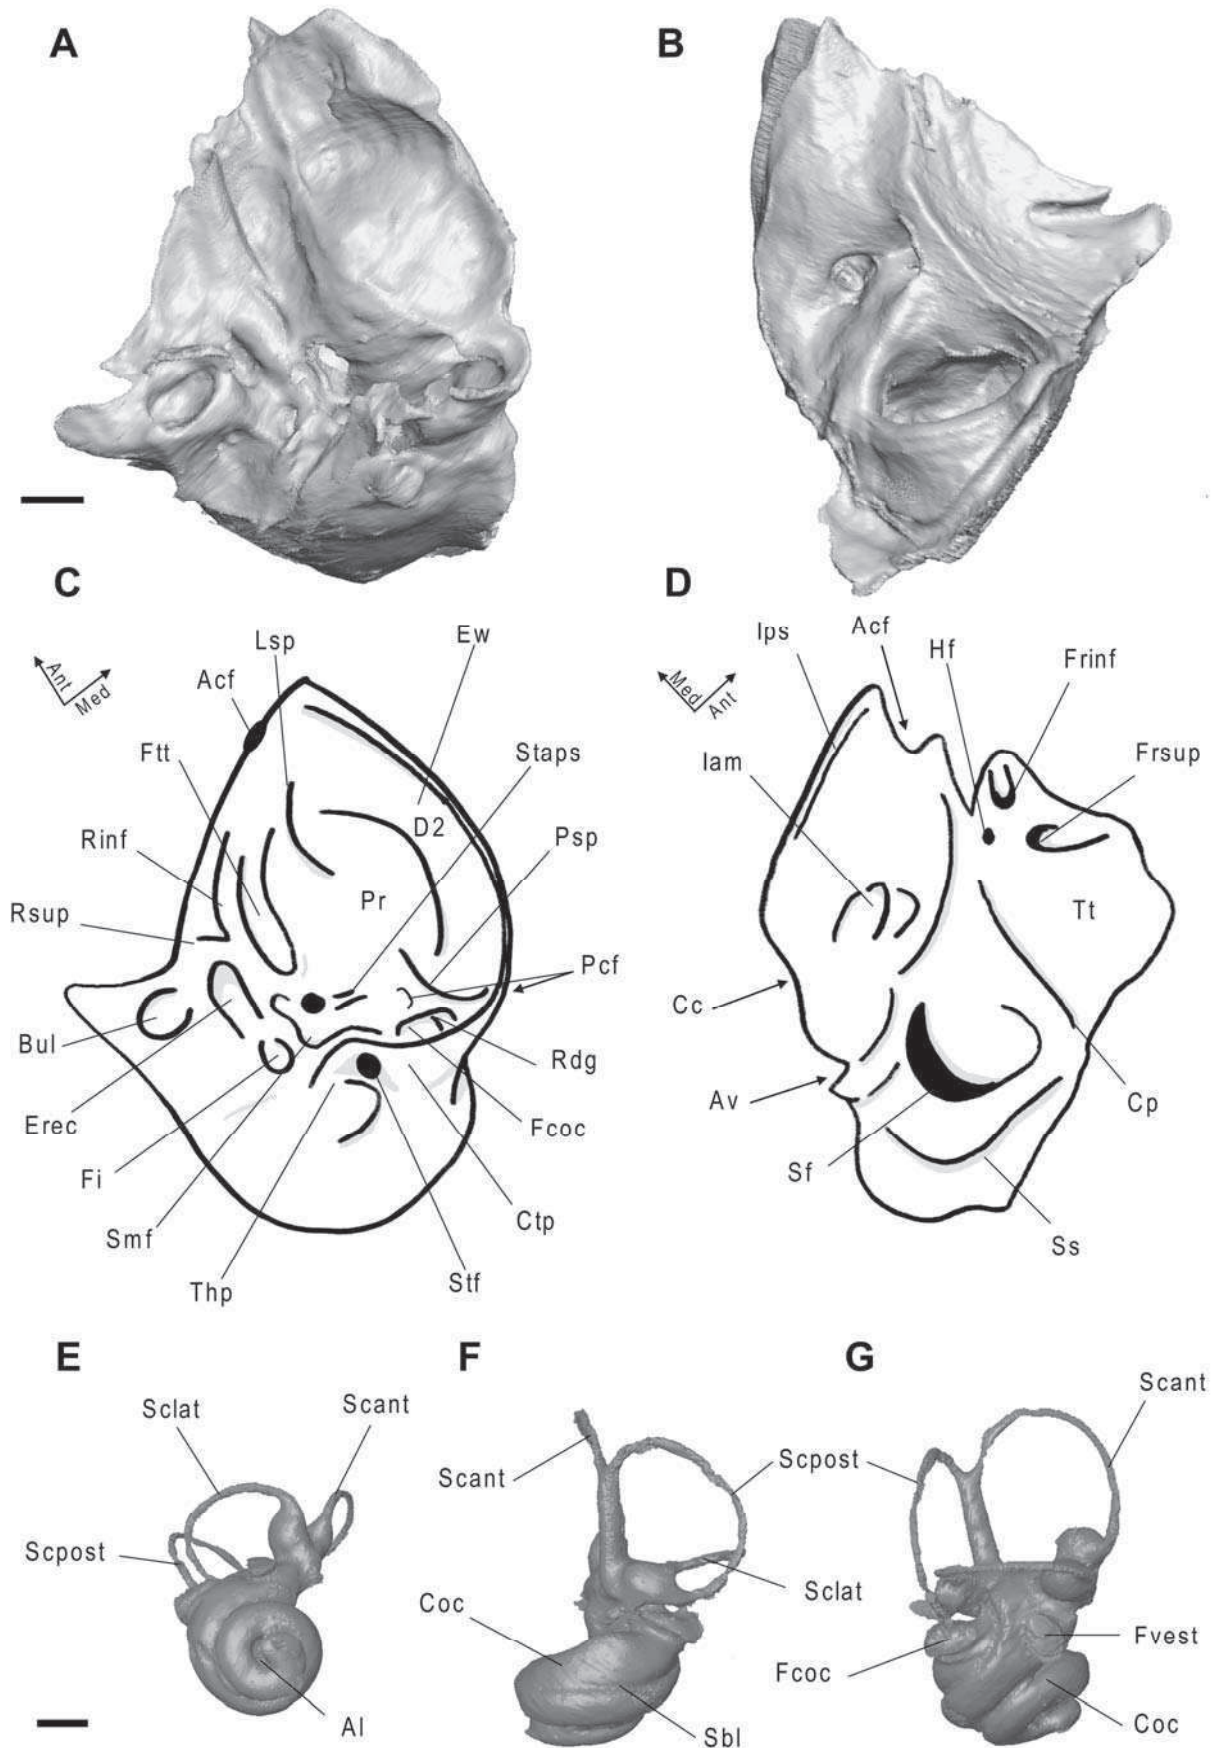 A
B
C
D
Ant
Med
Lsp
Ew
Acf
Ftt
Staps
Rinf
D2
Psp
Pr
Rsup
Pcf
Bul
Rdg
Erec
Fcoc
Fi
Ctp
Smf
Thp
Stf
Med
Ant
Ips
Acf
Hf
Frinf
Iam
Frsup
Tt
Cc
Av
Cp
Sf
Ss
E
F
G
Sclat
Scant
Scpost
Al
Scant
Scpost
Sclat
Coc
Sbl
Scant
Fcoc
Fvest
Coc